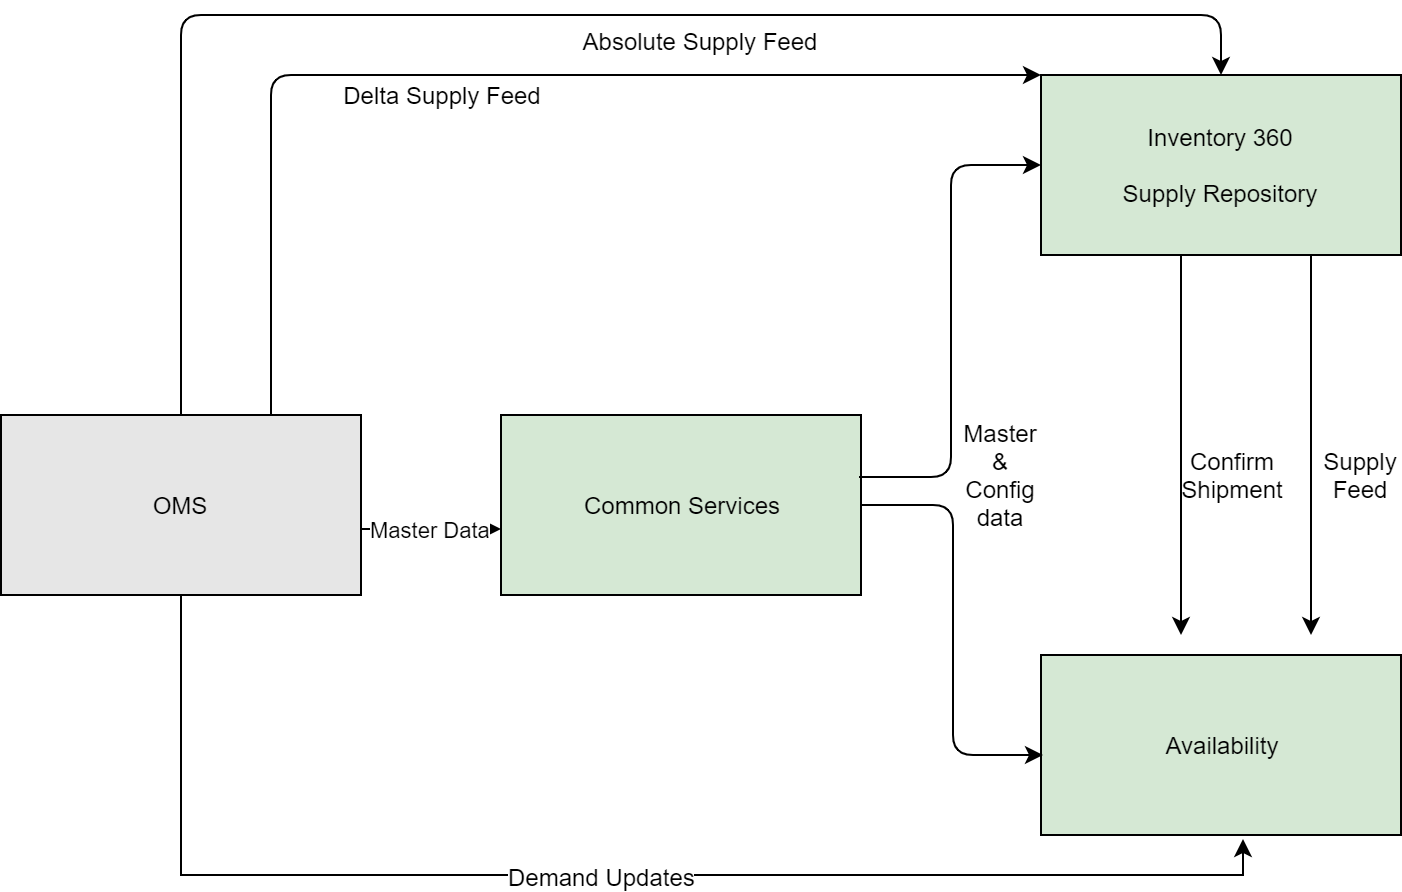 Absolute Supply Feed
Delta Supply Feed
Inventory 360
Supply Repository
Master
&
Config
data
Confirm
Shipment
Supply
Feed
OMS
Master Data
Common Services
Availability
Demand Updates